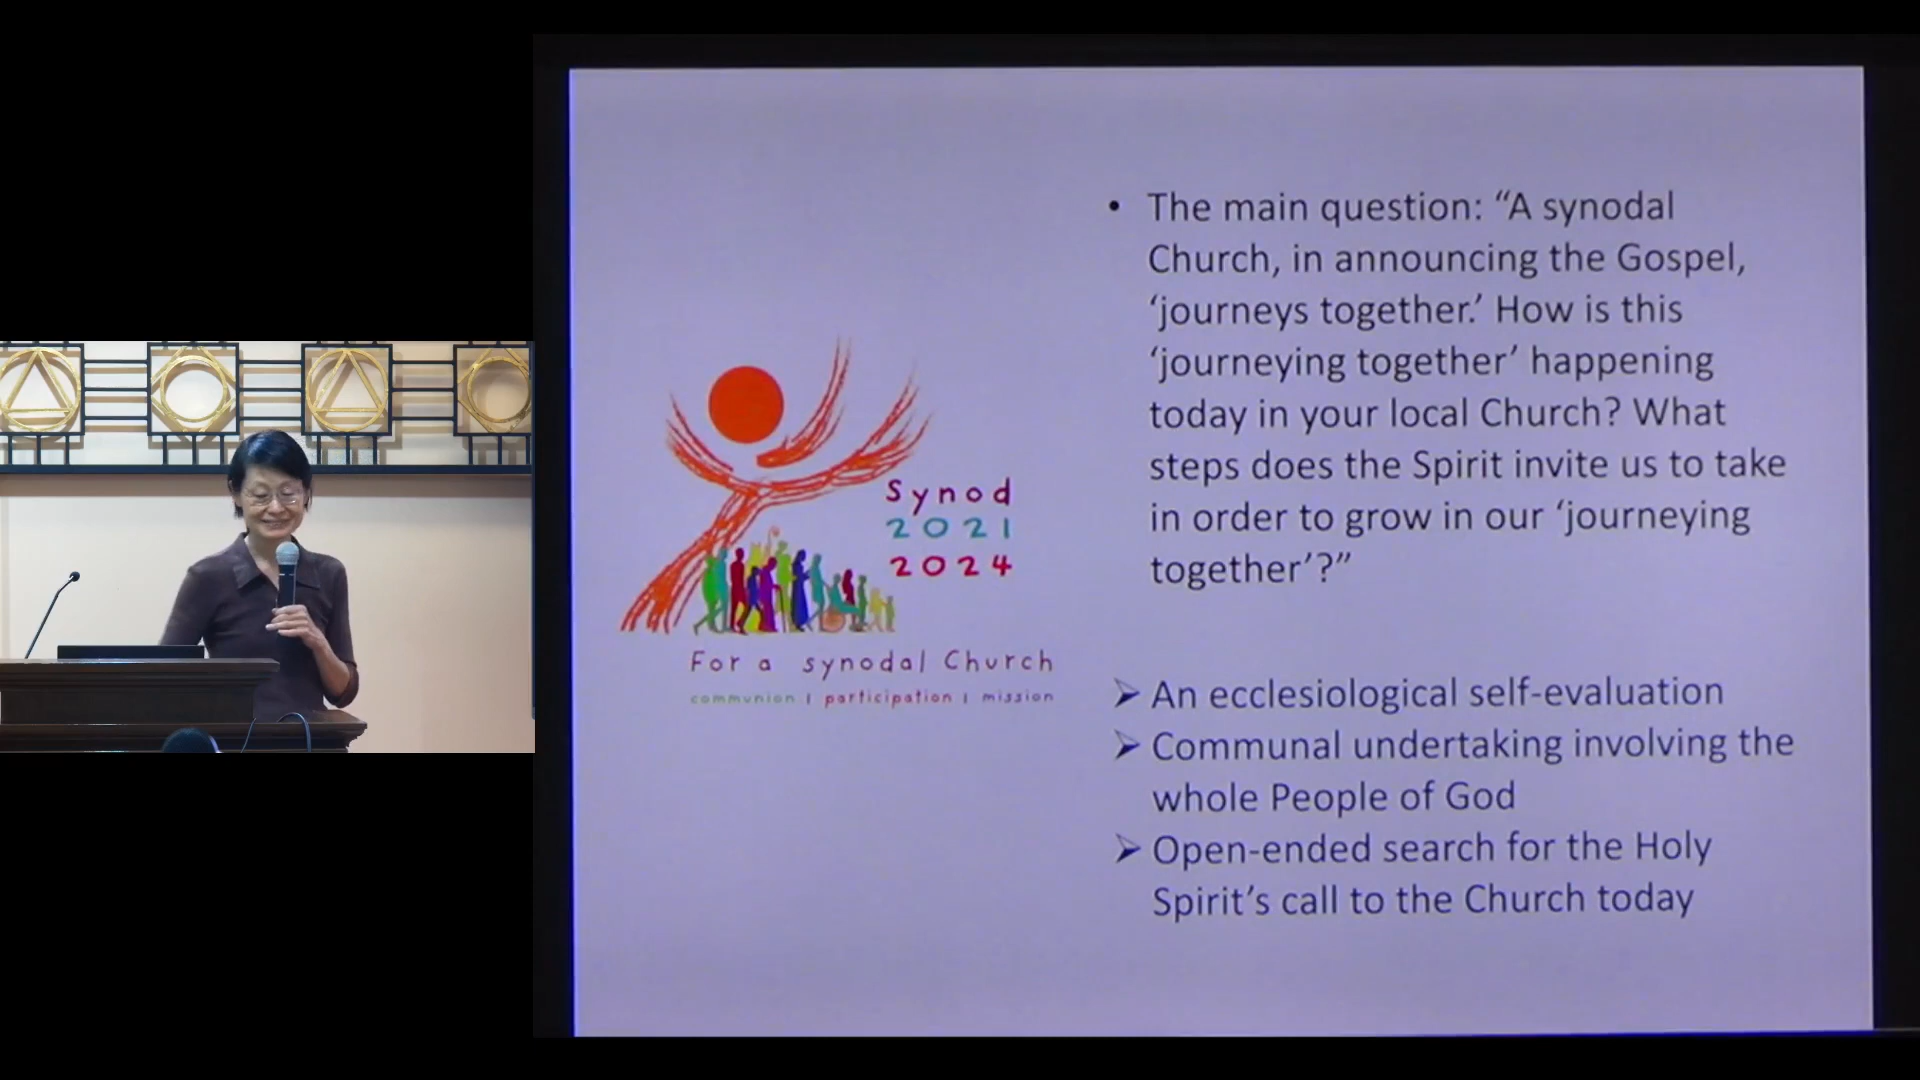 Synod
2021
2024
For a synodal Church
communion | participation | mission
• The main question: “A synodal
Church, in announcing the Gospel,
‘journeys together.’ How is this
‘journeying together’ happening
today in your local Church? What
steps does the Spirit invite us to take
in order to grow in our ‘journeying
together’?”
➢ An ecclesiological self-evaluation
➢ Communal undertaking involving the
whole People of God
➢ Open-ended search for the Holy
Spirit’s call to the Church today